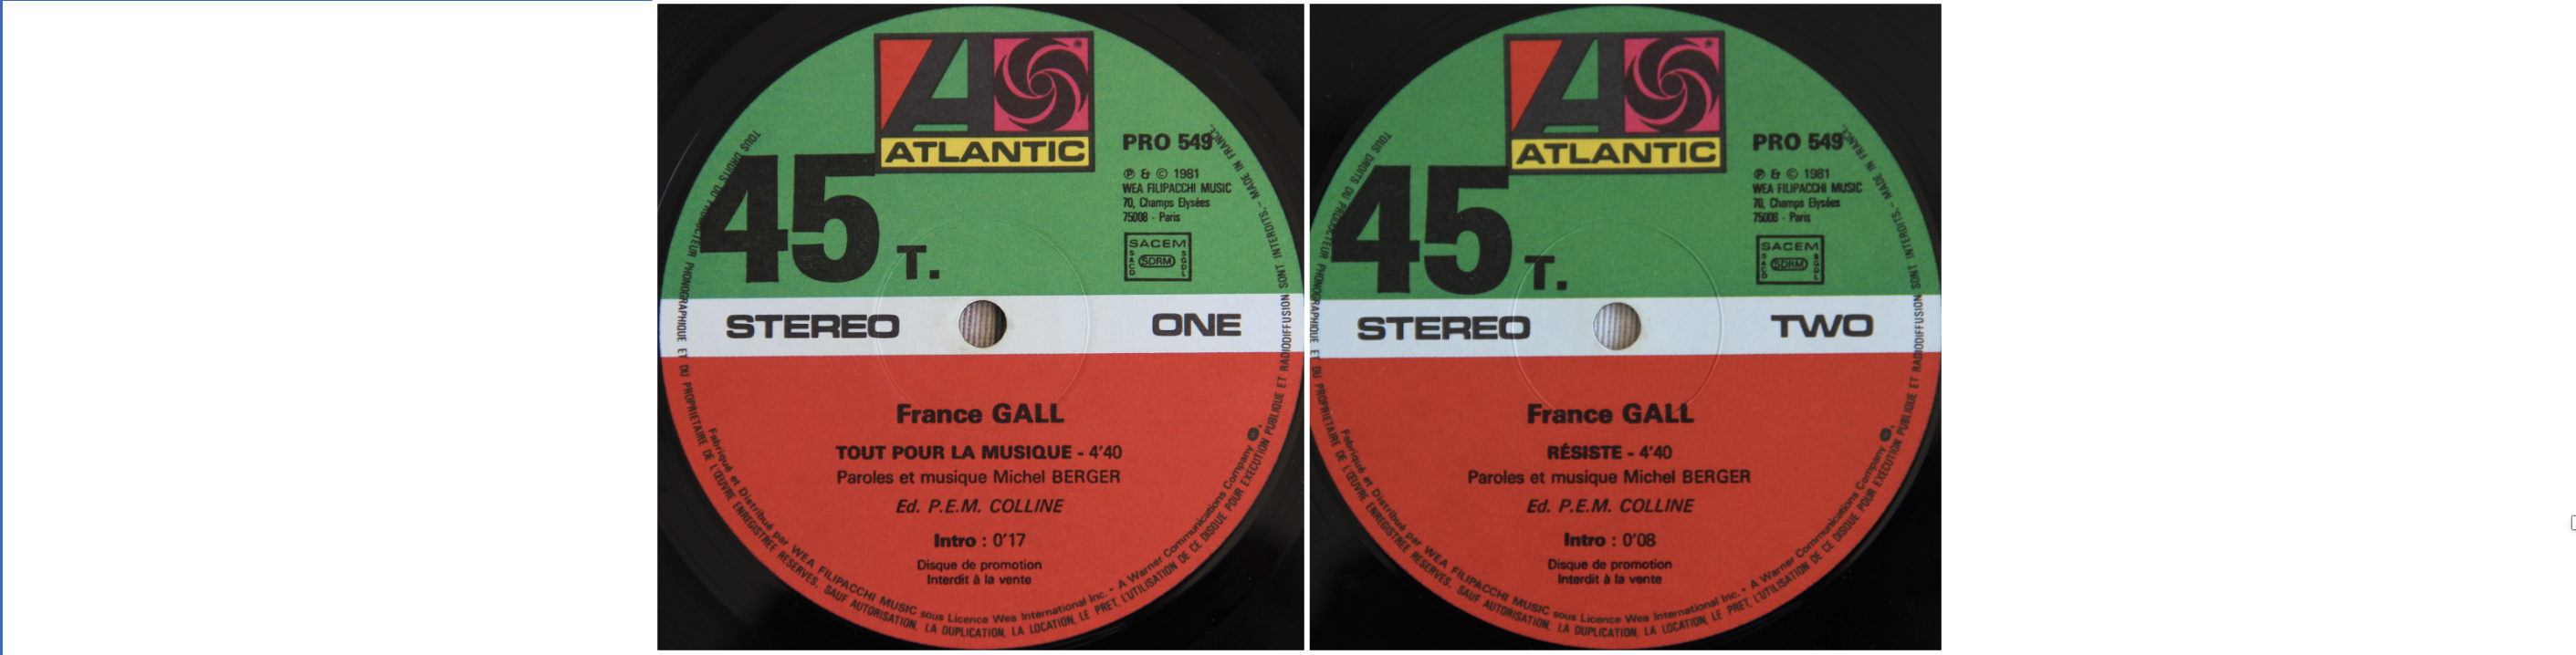 ATLANTIC
PRO 549
℗ & © 1981
WEA FILIPACCHI MUSIC
70, Champs Elysées
75008 - Paris
45 T.
SACEM
SACD
SDRM
SGDL
STEREO
ONE
France GALL
TOUT POUR LA MUSIQUE - 4'40
Paroles et musique Michel BERGER
Ed. P.E.M. COLLINE
Intro : 0'17
Disque de promotion
Interdit à la vente
Fabriqué et Distribué par WEA FILIPACCHI MUSIC sous Licence Wea International Inc. - A Warner Communications Company
TOUS DROITS DU PRODUCTEUR PHONOGRAPHIQUE ET DU PROPRIETAIRE DE L'ŒUVRE ENREGISTREE RESERVES. SAUF AUTORISATION, LA DUPLICATION, LA LOCATION, LE PRET, L'UTILISATION DE CE DISQUE POUR EXECUTION PUBLIQUE ET RADIODIFFUSION SONT INTERDITS. - MADE IN FRANCE.
ATLANTIC
PRO 549
℗ & © 1981
WEA FILIPACCHI MUSIC
70, Champs Elysées
75008 - Paris
45 T.
SACEM
SACD
SDRM
SGDL
STEREO
TWO
France GALL
RÉSISTE - 4'40
Paroles et musique Michel BERGER
Ed. P.E.M. COLLINE
Intro : 0'08
Disque de promotion
Interdit à la vente
Fabriqué et Distribué par WEA FILIPACCHI MUSIC sous Licence Wea International Inc. - A Warner Communications Company
TOUS DROITS DU PRODUCTEUR PHONOGRAPHIQUE ET DU PROPRIETAIRE DE L'ŒUVRE ENREGISTREE RESERVES. SAUF AUTORISATION, LA DUPLICATION, LA LOCATION, LE PRET, L'UTILISATION DE CE DISQUE POUR EXECUTION PUBLIQUE ET RADIODIFFUSION SONT INTERDITS. - MADE IN FRANCE.